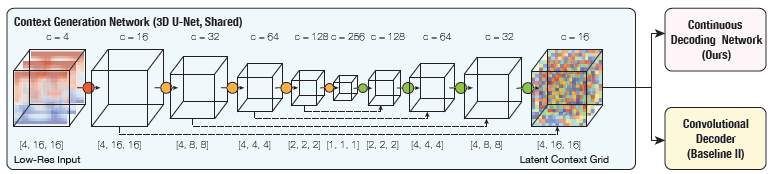 Context Generation Network (3D U-Net, Shared)
c = 4 c = 16 c = 32 c = 64 c = 128 c = 256 c = 128 c = 64 c = 32 c = 16
[4, 16, 16] [4, 16, 16] [4, 8, 8] [4, 4, 4] [2, 2, 2] [1, 1, 1] [2, 2, 2] [4, 4, 4] [4, 8, 8] [4, 16, 16]
Low-Res Input Latent Context Grid
Continuous
Decoding Network
(Ours)
Convolutional
Decoder
(Baseline II)